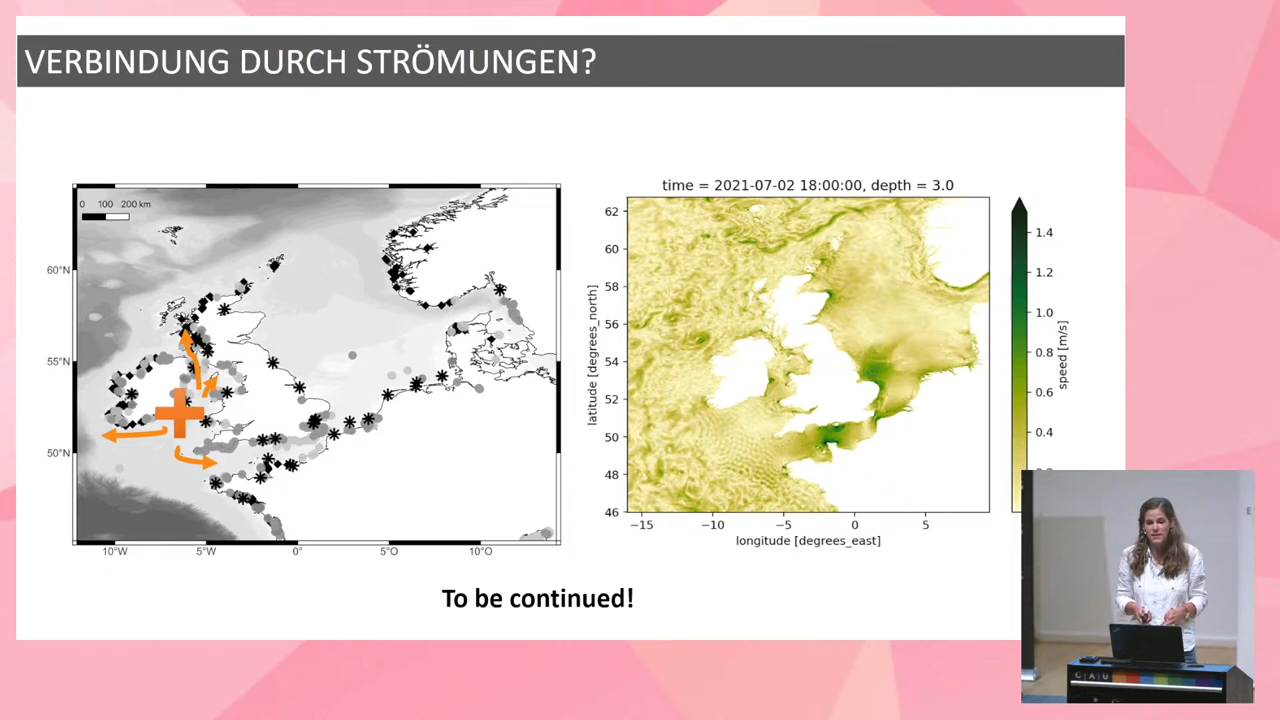 VERBINDUNG DURCH STRÖMUNGEN?
0 100 200 km
60°N
55°N
50°N
10°W 5°W 0° 5°O 10°O
time = 2021-07-02 18:00:00, depth = 3.0
62
60
58
56
54
52
50
48
46
latitude [degrees_north]
−15 −10 −5 0 5
longitude [degrees_east]
1.4
1.2
1.0
0.8
0.6
0.4
speed [m/s]
To be continued!
C A U